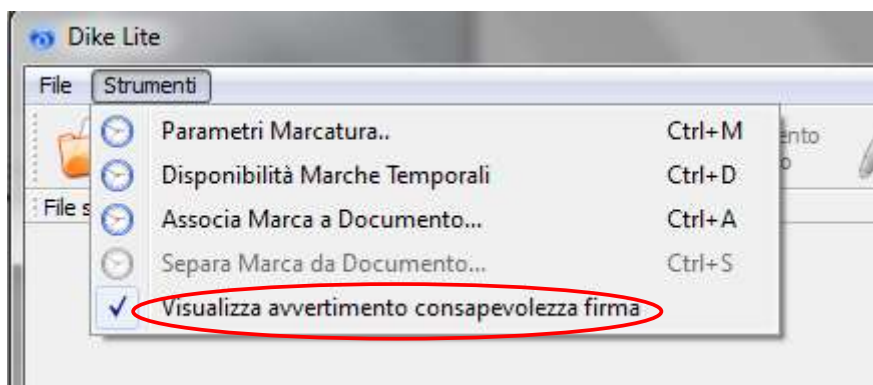 Dike Lite
File Strumenti
Parametri Marcatura.. Ctrl+M
Disponibilità Marche Temporali Ctrl+D
Associa Marca a Documento... Ctrl+A
Separa Marca da Documento... Ctrl+S
Visualizza avvertimento consapevolezza firma
File s